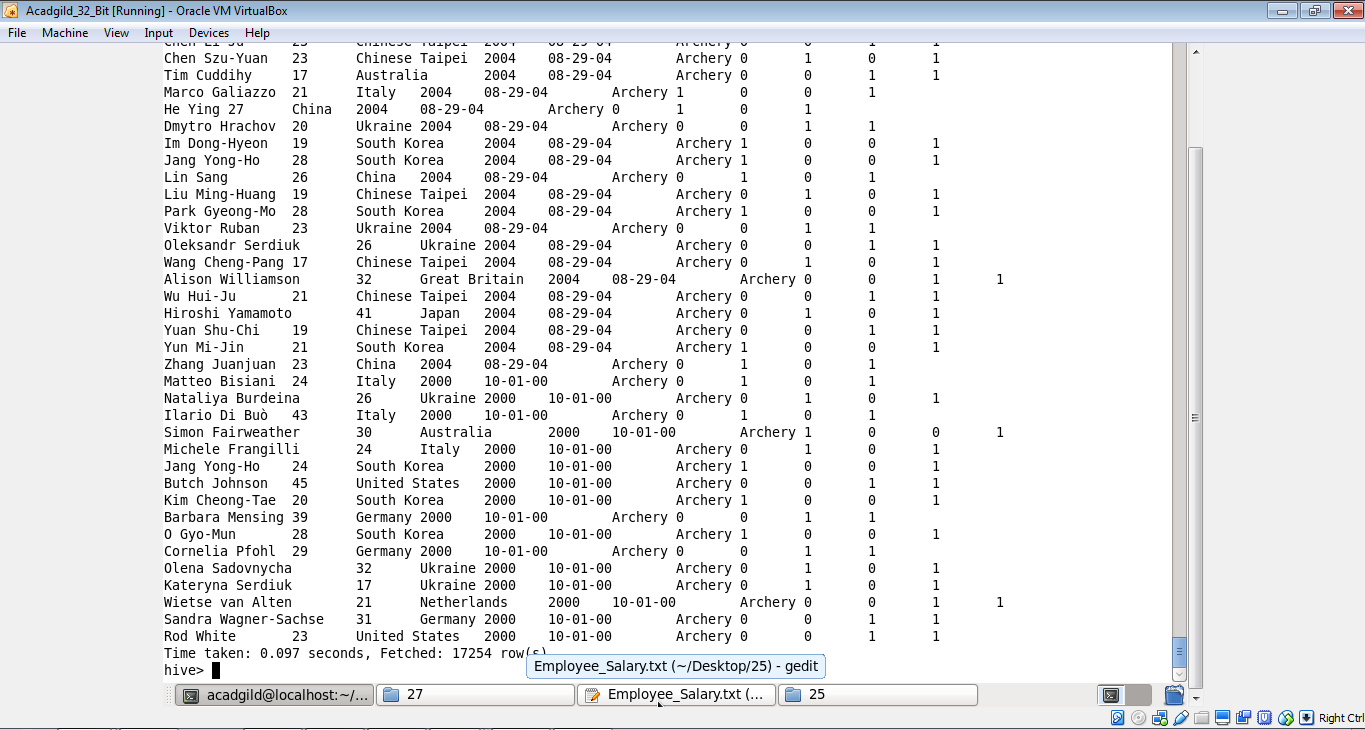 Acadgild_32_Bit [Running] - Oracle VM VirtualBox
File Machine View Input Devices Help
Chen Szu-Yuan 23 Chinese Taipei 2004 08-29-04 Archery 0 1 0 1
Tim Cuddihy 17 Australia 2004 08-29-04 Archery 0 0 1 1
Marco Galiazzo 21 Italy 2004 08-29-04 Archery 1 0 0 1
He Ying 27 China 2004 08-29-04 Archery 0 1 0 1
Dmytro Hrachov 20 Ukraine 2004 08-29-04 Archery 0 0 1 1
Im Dong-Hyeon 19 South Korea 2004 08-29-04 Archery 1 0 0 1
Jang Yong-Ho 28 South Korea 2004 08-29-04 Archery 1 0 0 1
Lin Sang 26 China 2004 08-29-04 Archery 0 1 0 1
Liu Ming-Huang 19 Chinese Taipei 2004 08-29-04 Archery 0 1 0 1
Park Gyeong-Mo 28 South Korea 2004 08-29-04 Archery 1 0 0 1
Viktor Ruban 23 Ukraine 2004 08-29-04 Archery 0 0 1 1
Oleksandr Serdiuk 26 Ukraine 2004 08-29-04 Archery 0 0 1 1
Wang Cheng-Pang 17 Chinese Taipei 2004 08-29-04 Archery 0 1 0 1
Alison Williamson 32 Great Britain 2004 08-29-04 Archery 0 0 1 1
Wu Hui-Ju 21 Chinese Taipei 2004 08-29-04 Archery 0 0 1 1
Hiroshi Yamamoto 41 Japan 2004 08-29-04 Archery 0 1 0 1
Yuan Shu-Chi 19 Chinese Taipei 2004 08-29-04 Archery 0 0 1 1
Yun Mi-Jin 21 South Korea 2004 08-29-04 Archery 1 0 0 1
Zhang Juanjuan 23 China 2004 08-29-04 Archery 0 1 0 1
Matteo Bisiani 24 Italy 2000 10-01-00 Archery 0 1 0 1
Nataliya Burdeina 26 Ukraine 2000 10-01-00 Archery 0 1 0 1
Ilario Di Buò 43 Italy 2000 10-01-00 Archery 0 1 0 1
Simon Fairweather 30 Australia 2000 10-01-00 Archery 1 0 0 1
Michele Frangilli 24 Italy 2000 10-01-00 Archery 0 1 0 1
Jang Yong-Ho 24 South Korea 2000 10-01-00 Archery 1 0 0 1
Butch Johnson 45 United States 2000 10-01-00 Archery 0 0 1 1
Kim Cheong-Tae 20 South Korea 2000 10-01-00 Archery 1 0 0 1
Barbara Mensing 39 Germany 2000 10-01-00 Archery 0 0 1 1
O Gyo-Mun 28 South Korea 2000 10-01-00 Archery 1 0 0 1
Cornelia Pfohl 29 Germany 2000 10-01-00 Archery 0 0 1 1
Olena Sadovnycha 32 Ukraine 2000 10-01-00 Archery 0 1 0 1
Kateryna Serdiuk 17 Ukraine 2000 10-01-00 Archery 0 1 0 1
Wietse van Alten 21 Netherlands 2000 10-01-00 Archery 0 0 1 1
Sandra Wagner-Sachse 31 Germany 2000 10-01-00 Archery 0 0 1 1
Rod White 23 United States 2000 10-01-00 Archery 0 0 1 1
Time taken: 0.097 seconds, Fetched: 17254 row(s)
hive>
Employee_Salary.txt (~/Desktop/25) - gedit
acadgild@localhost:~/... 27 Employee_Salary.txt (... 25
Right Ctrl